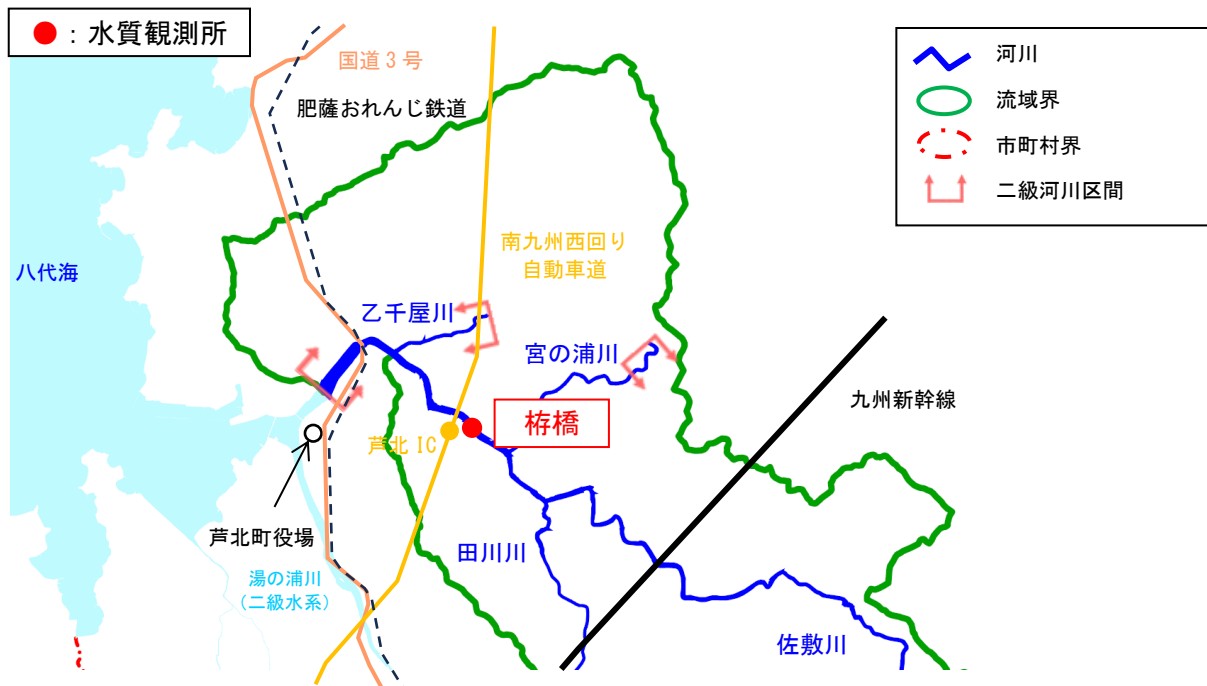 ●：水質観測所
国道3号
肥薩おれんじ鉄道
八代海
南九州西回り
自動車道
乙千屋川
宮の浦川
九州新幹線
栫橋
芦北IC
芦北町役場
田川川
湯の浦川
(二級水系)
佐敷川
河川
流域界
市町村界
二級河川区間